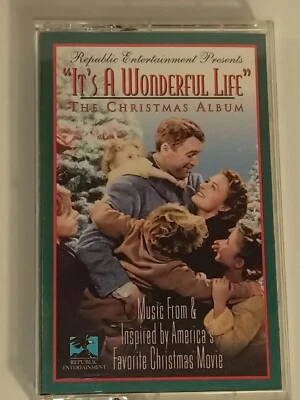 Republic Entertainment Presents
"IT'S A WONDERFUL LIFE"
THE CHRISTMAS ALBUM
Music From &
Inspired by America's
Favorite Christmas Movie
REPUBLIC
ENTERTAINMENT